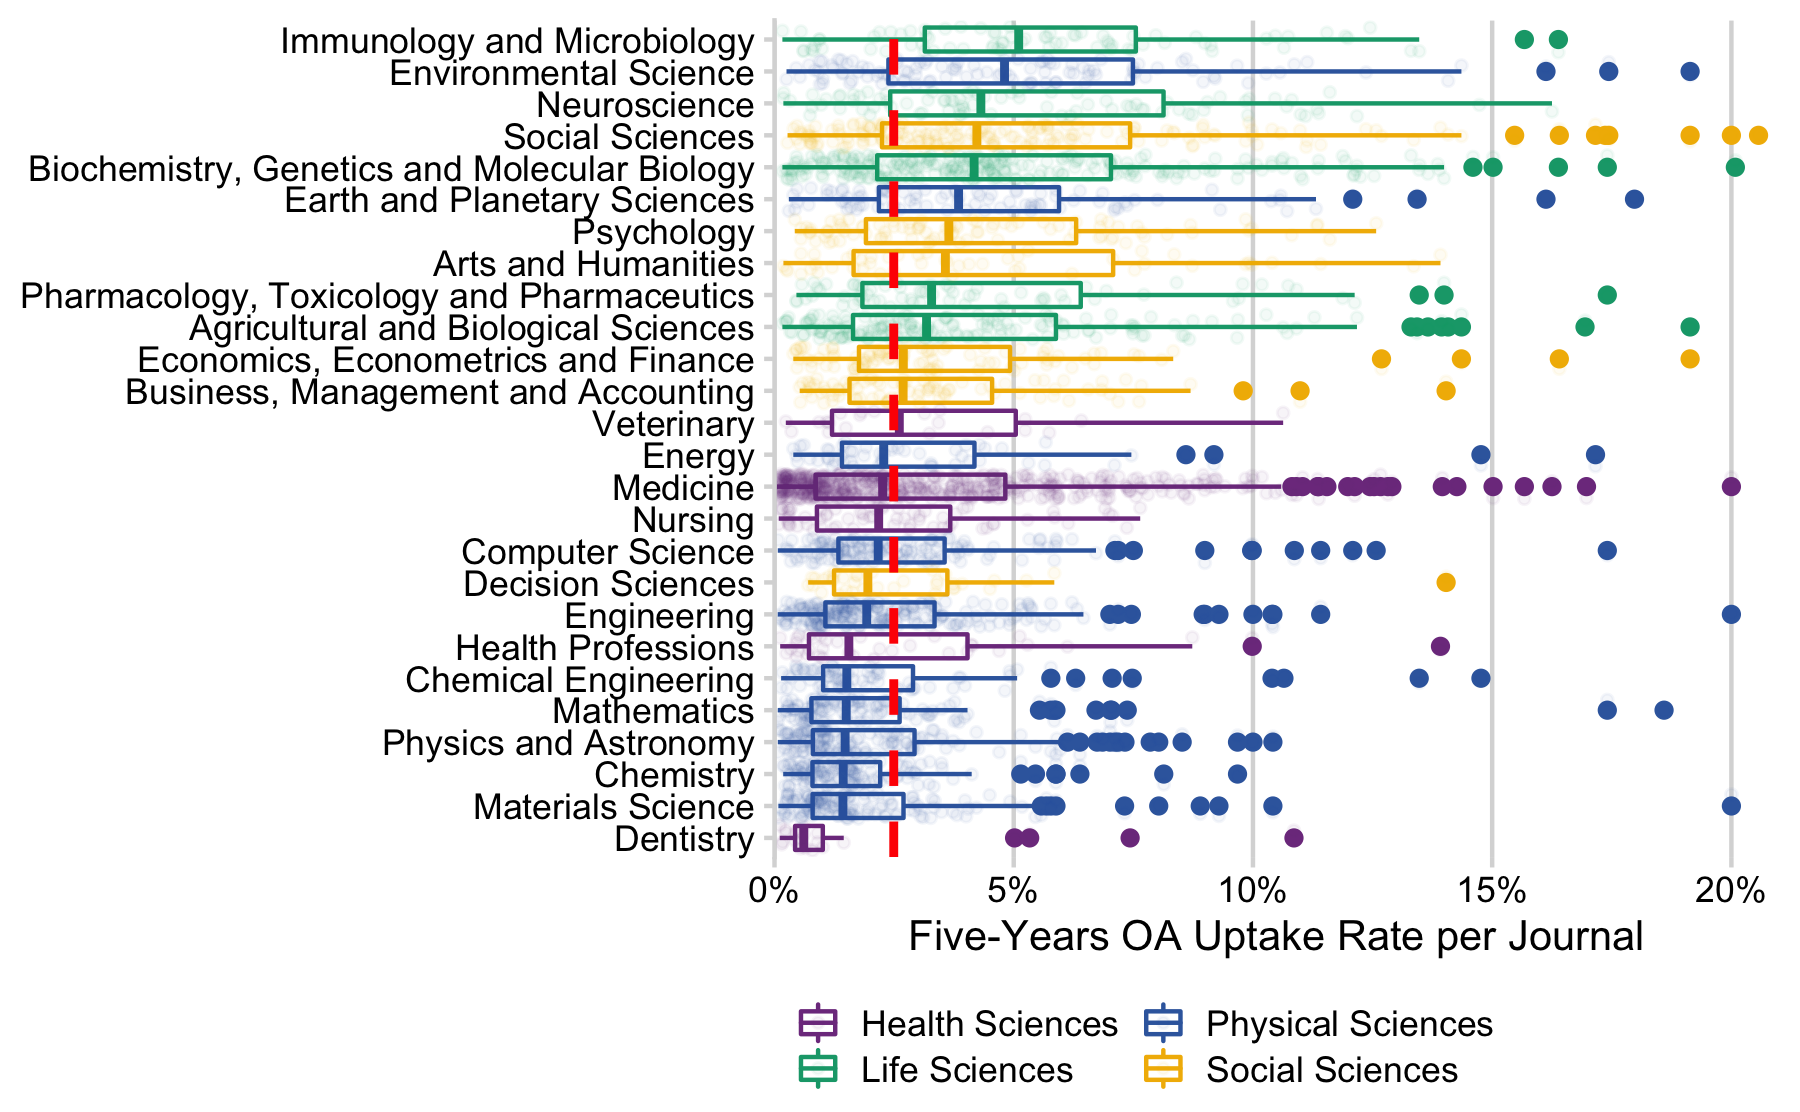 Immunology and Microbiology
Environmental Science
Neuroscience
Social Sciences
Biochemistry, Genetics and Molecular Biology
Earth and Planetary Sciences
Psychology
Arts and Humanities
Pharmacology, Toxicology and Pharmaceutics
Agricultural and Biological Sciences
Economics, Econometrics and Finance
Business, Management and Accounting
Veterinary
Energy
Medicine
Nursing
Computer Science
Decision Sciences
Engineering
Health Professions
Chemical Engineering
Mathematics
Physics and Astronomy
Chemistry
Materials Science
Dentistry
0% 5% 10% 15% 20%
Five-Years OA Uptake Rate per Journal
Health Sciences Physical Sciences
Life Sciences Social Sciences